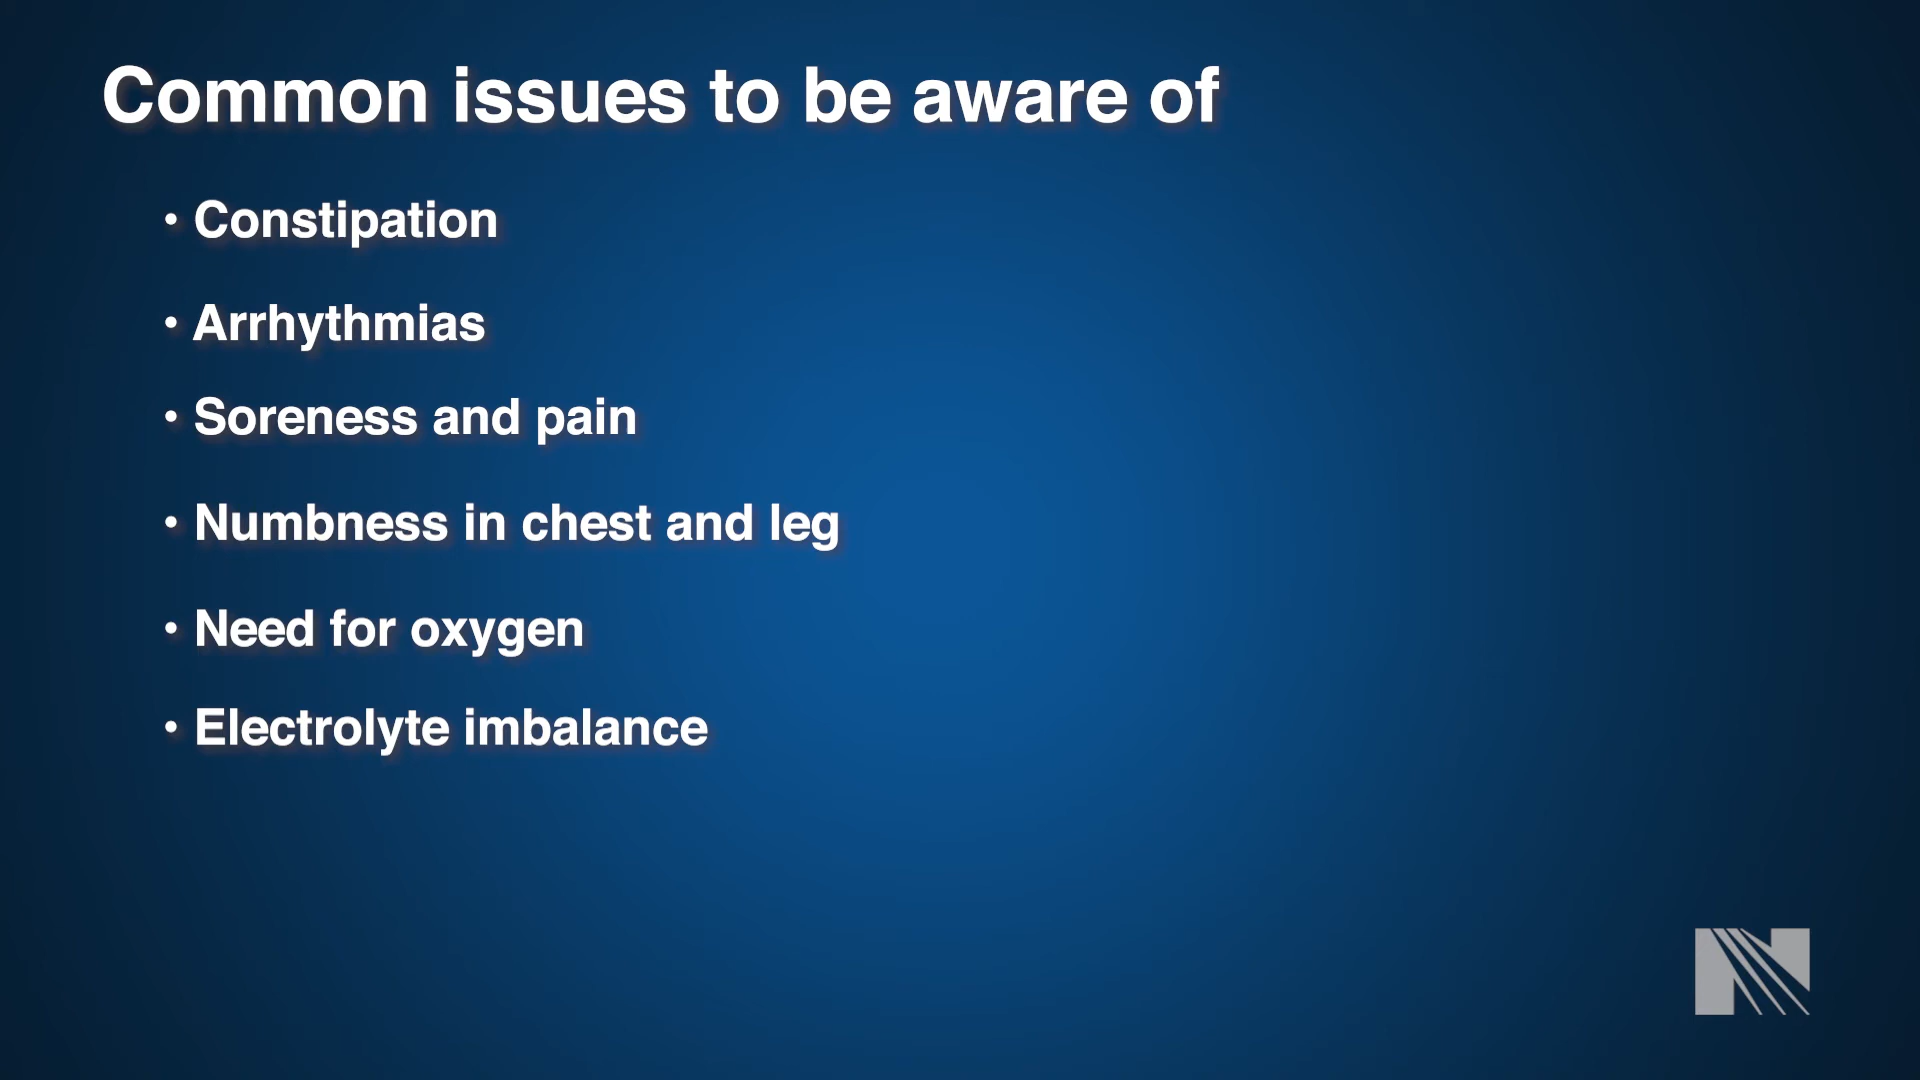 Common issues to be aware of
• Constipation
• Arrhythmias
• Soreness and pain
• Numbness in chest and leg
• Need for oxygen
• Electrolyte imbalance
N